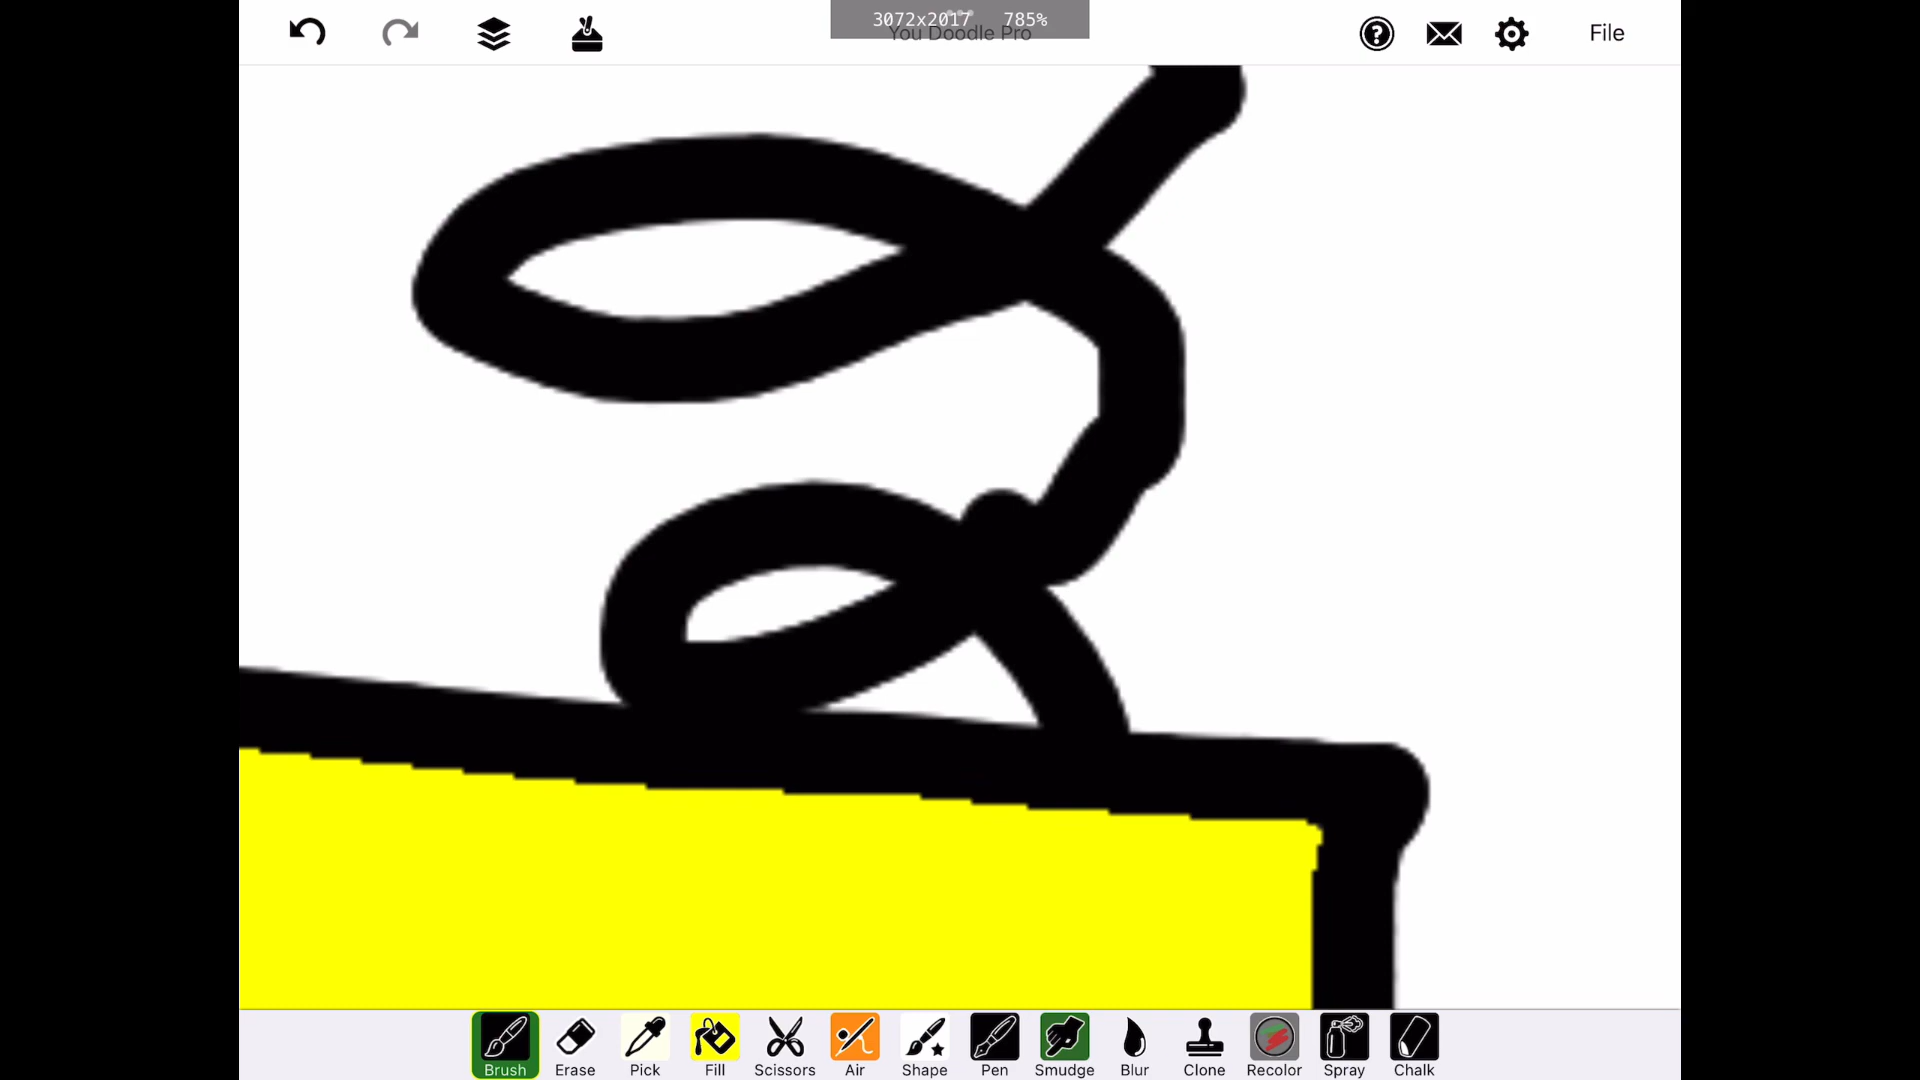 3072x2017 785%
You Doodle Pro
File
Brush Erase Pick Fill Scissors Air Shape Pen Smudge Blur Clone Recolor Spray Chalk